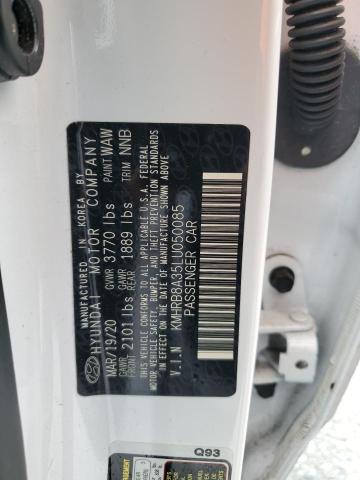 MANUFACTURED IN KOREA BY
HYUNDAI MOTOR COMPANY
MAR/19/20 GVWR 3770 lbs PAINT WAW
GAWR FRONT 2101 lbs GAWR REAR 1889 lbs TRIM NNB
THIS VEHICLE CONFORMS TO ALL APPLICABLE U.S.A. FEDERAL
MOTOR VEHICLE SAFETY, BUMPER, AND THEFT PREVENTION STANDARDS
IN EFFECT ON THE DATE OF MANUFACTURE SHOWN ABOVE.
V.I.N KMHRB8A35LU050085
PASSENGER CAR
Q93